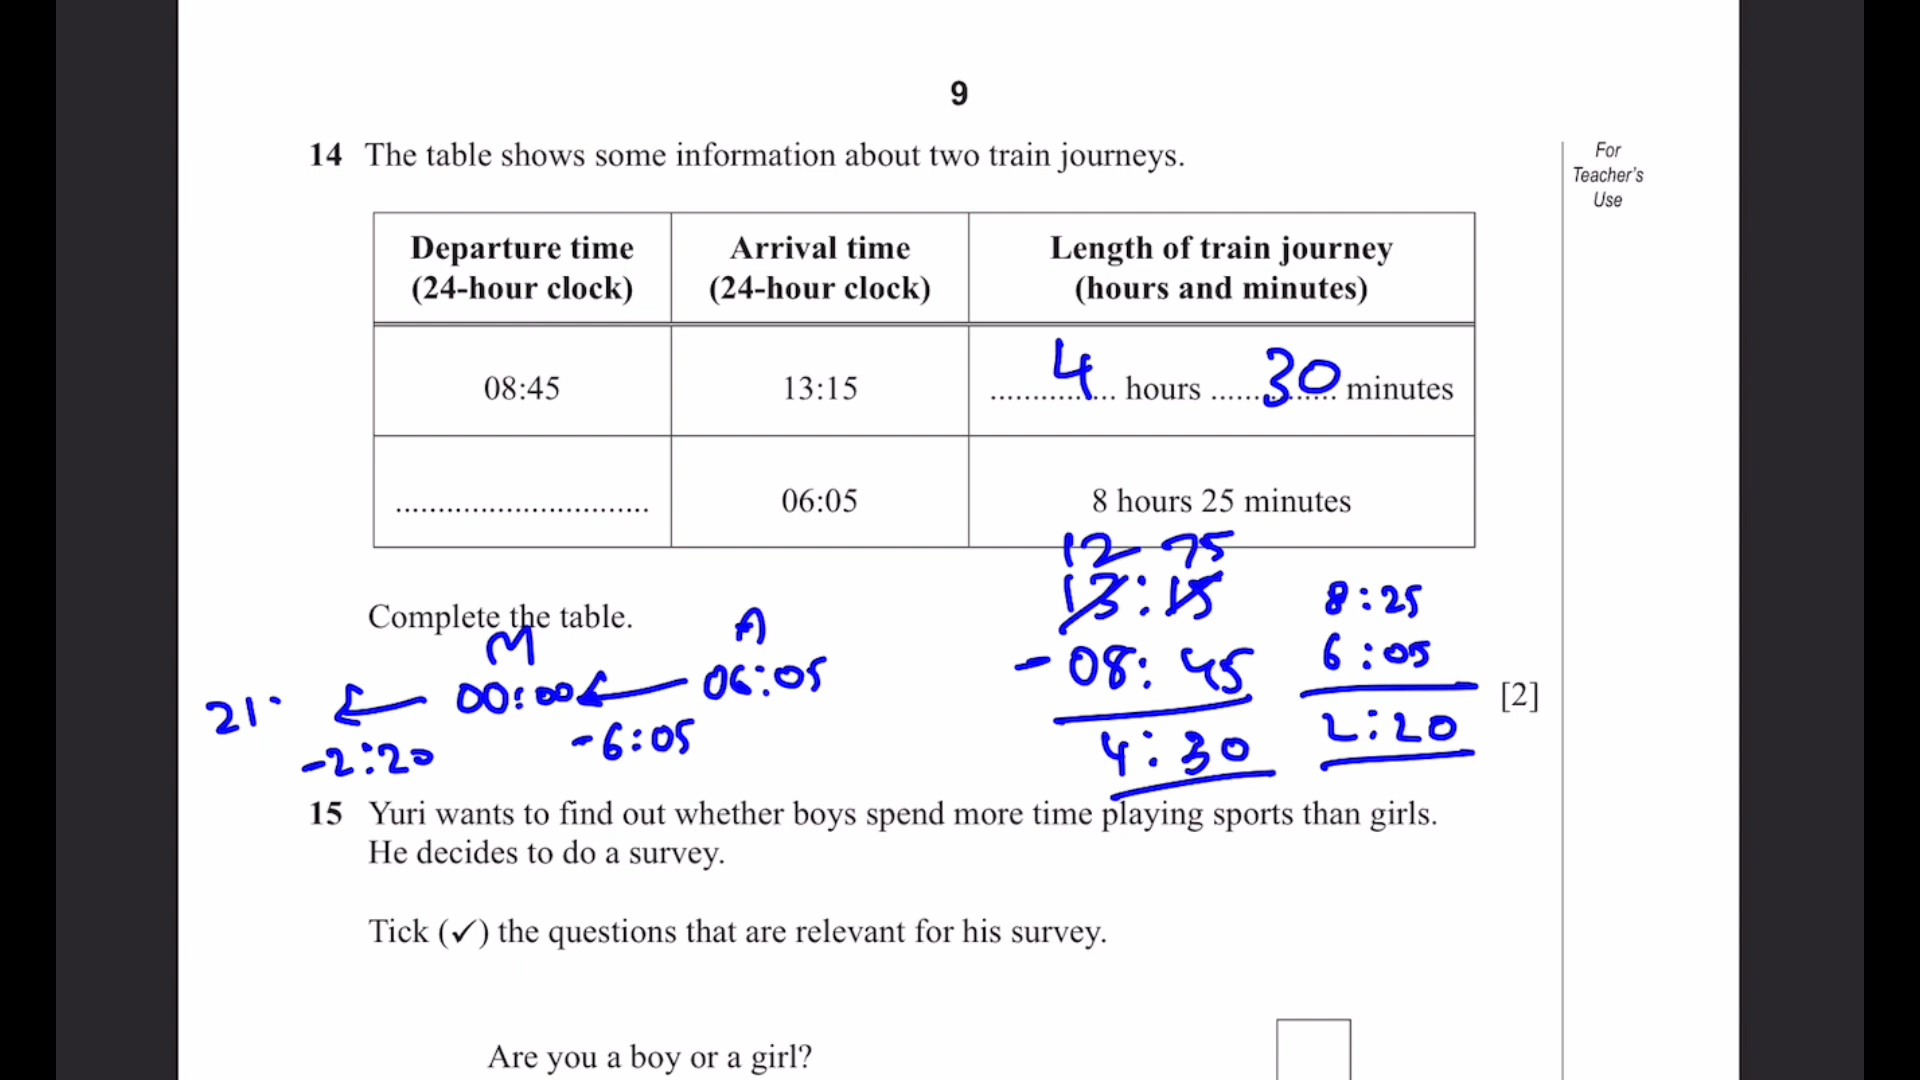 9
14 The table shows some information about two train journeys.
For
Teacher's
Use
Departure time
(24-hour clock)
Arrival time
(24-hour clock)
Length of train journey
(hours and minutes)
08:45
13:15
4 hours 30 minutes
06:05
8 hours 25 minutes
Complete the table.
12 75
13:15
- 08:45
4:30
8:25
6:05
2:20
M
A
21: 00:00 06:05
-2:20 -6:05
[2]
15 Yuri wants to find out whether boys spend more time playing sports than girls.
He decides to do a survey.
Tick (✓) the questions that are relevant for his survey.
Are you a boy or a girl?